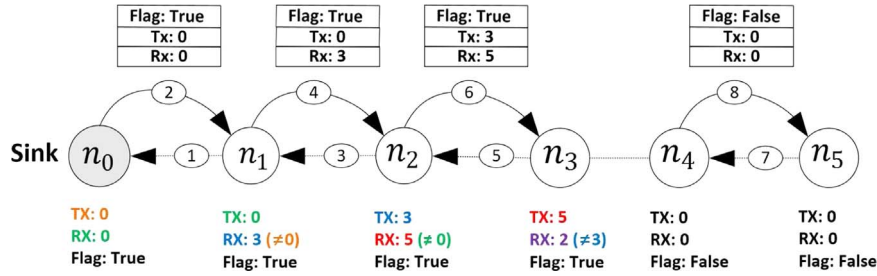 Flag: True
Tx: 0
Rx: 0
Flag: True
Tx: 0
Rx: 3
Flag: True
Tx: 3
Rx: 5
Flag: False
Tx: 0
Rx: 0
2 4 6 8
Sink n0 1 n1 3 n2 5 n3 n4 7 n5
TX: 0
RX: 0
Flag: True
TX: 0
RX: 3 (≠0)
Flag: True
TX: 3
RX: 5 (≠0)
Flag: True
TX: 5
RX: 2 (≠3)
Flag: True
TX: 0
RX: 0
Flag: False
TX: 0
RX: 0
Flag: False